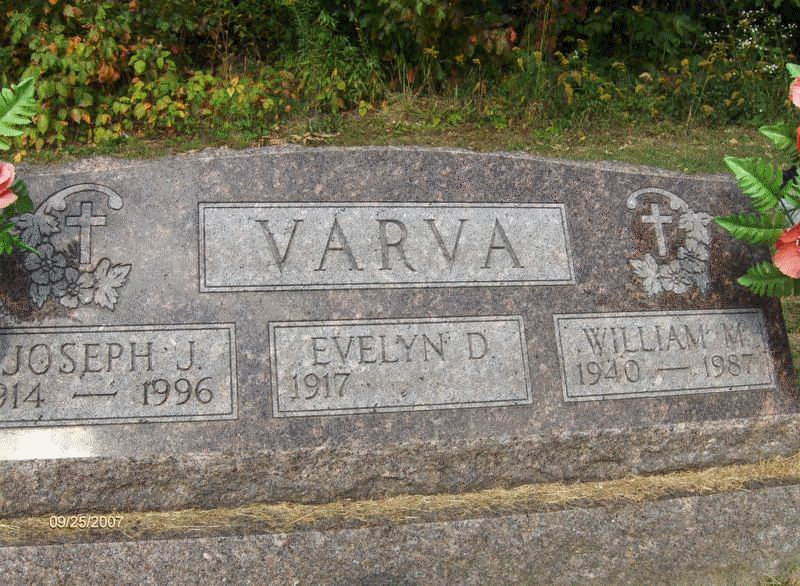 VARVA
JOSEPH J.
914 — 1996
EVELYN D.
1917
WILLIAM M.
1940 — 1987
09/25/2007